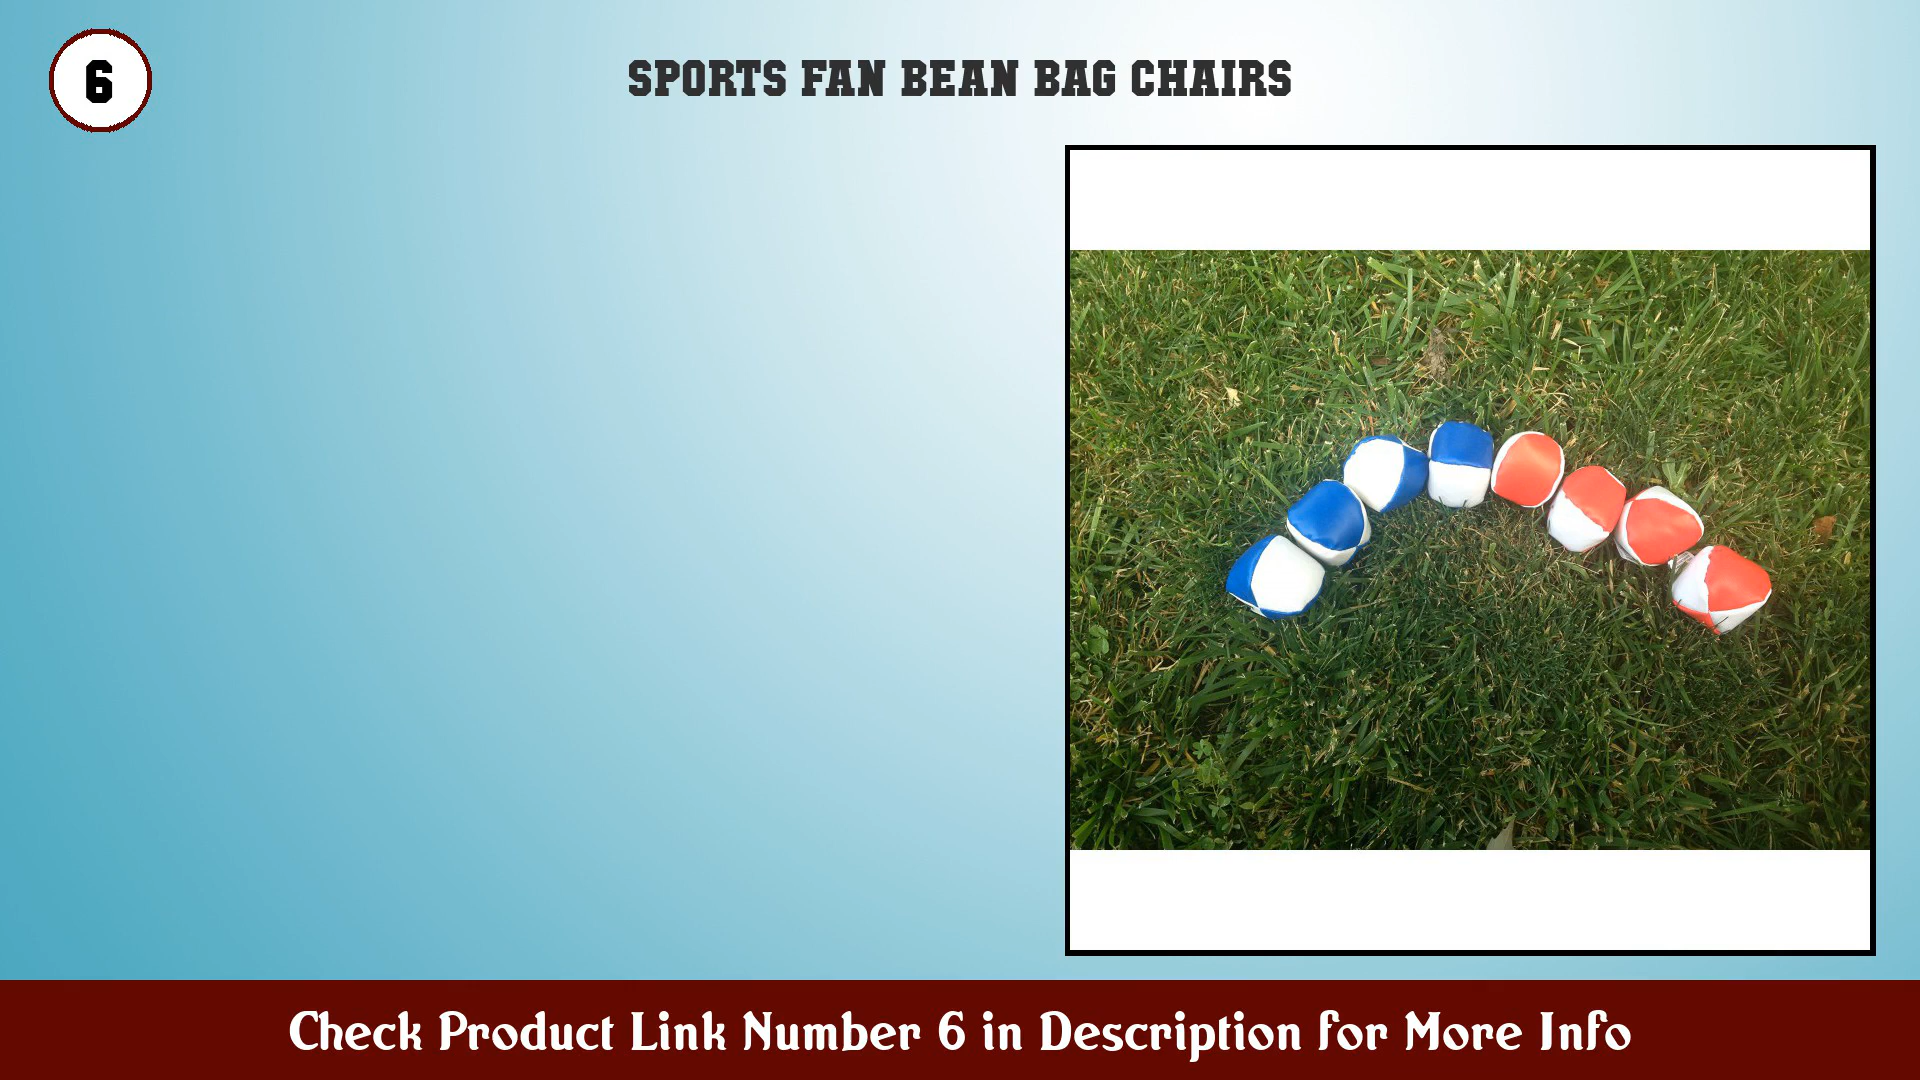 6
SPORTS FAN BEAN BAG CHAIRS
Check Product Link Number 6 in Description for More Info